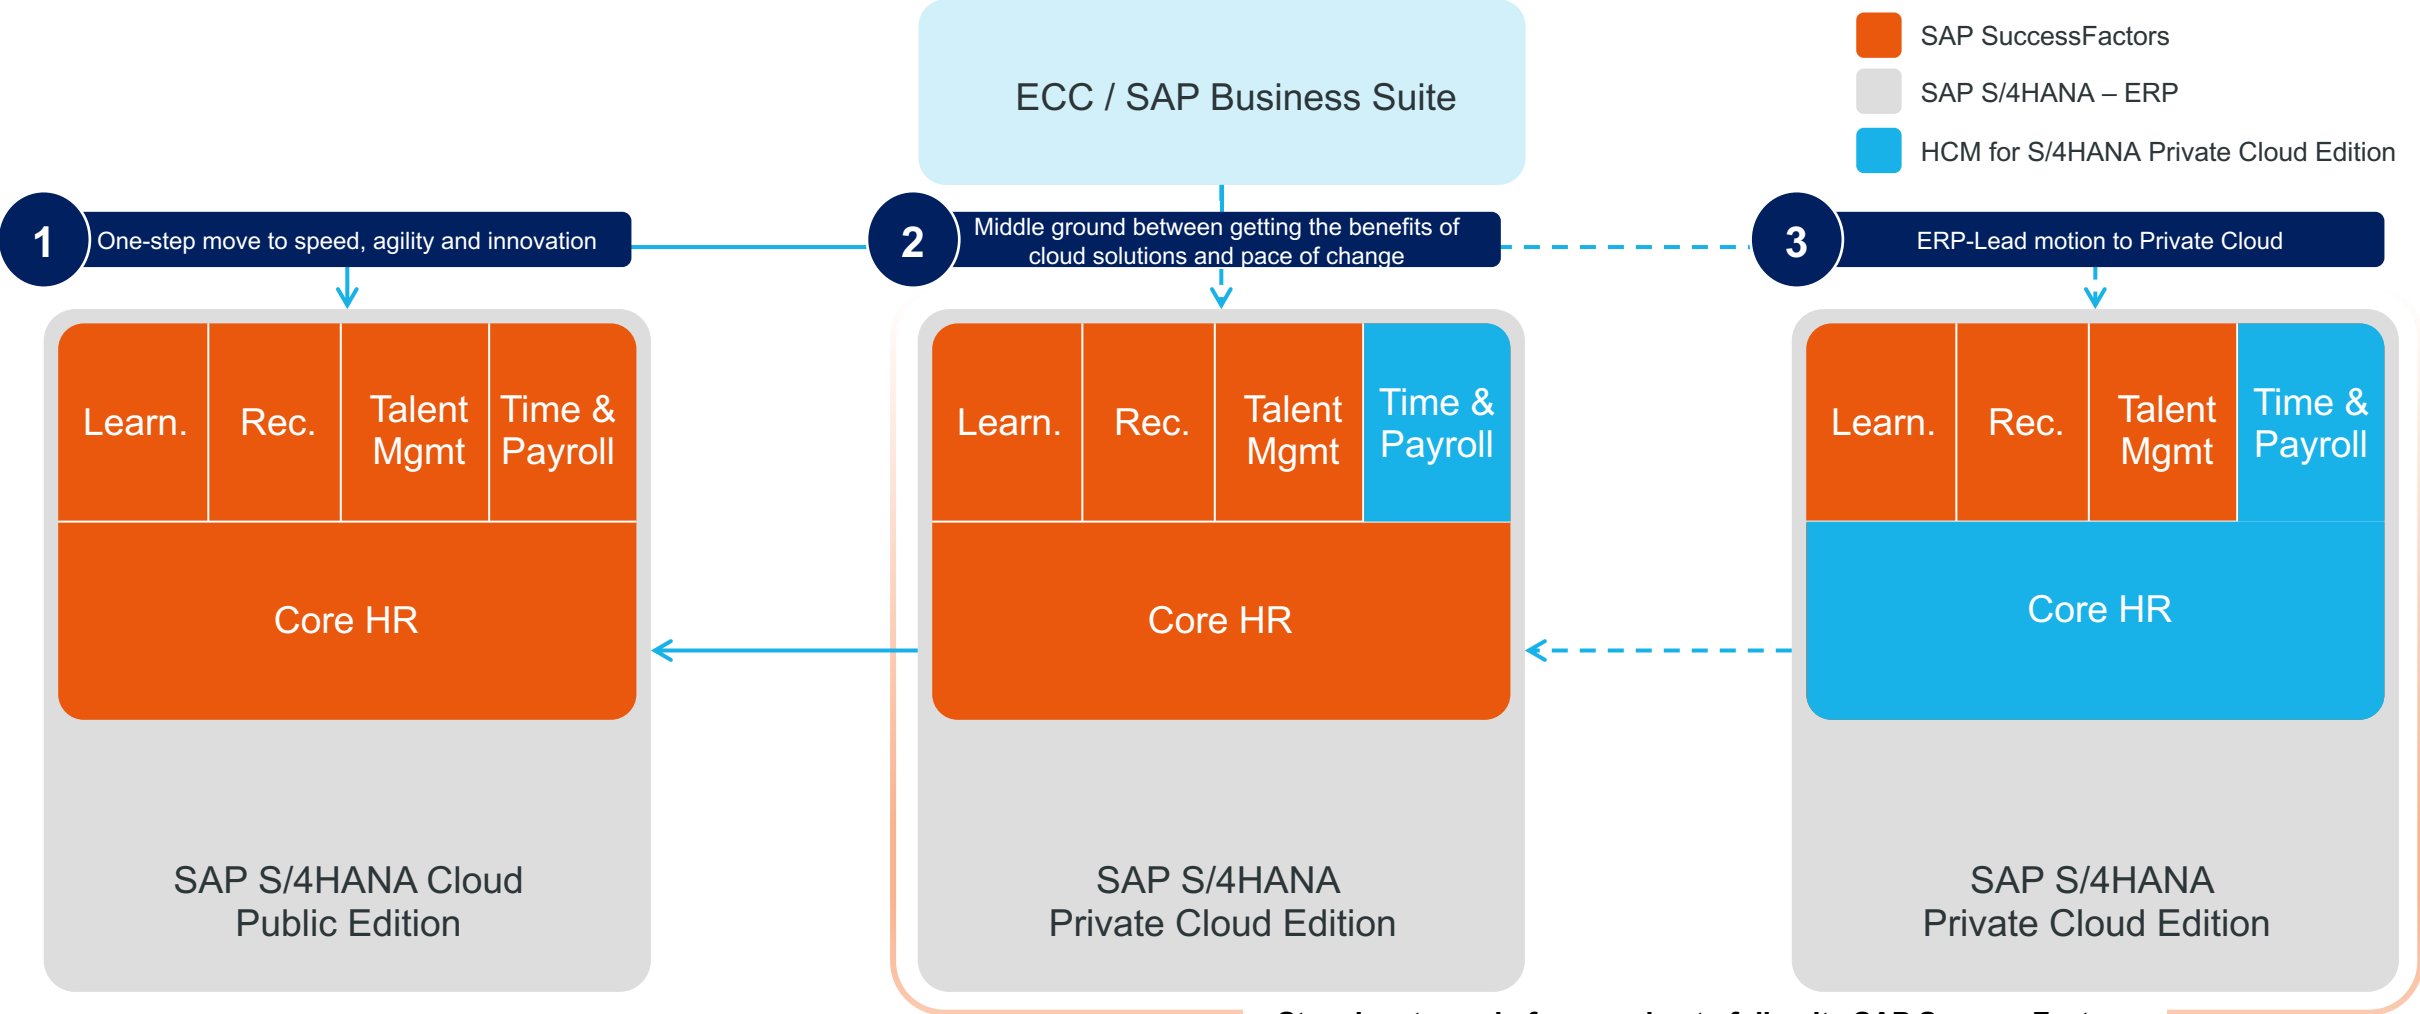 ECC / SAP Business Suite
SAP SuccessFactors
SAP S/4HANA – ERP
HCM for S/4HANA Private Cloud Edition
1
One-step move to speed, agility and innovation
2
Middle ground between getting the benefits of
cloud solutions and pace of change
3
ERP-Lead motion to Private Cloud
Learn.
Rec.
Talent
Mgmt
Time &
Payroll
Core HR
SAP S/4HANA Cloud
Public Edition
Learn.
Rec.
Talent
Mgmt
Time &
Payroll
Core HR
SAP S/4HANA
Private Cloud Edition
Learn.
Rec.
Talent
Mgmt
Time &
Payroll
Core HR
SAP S/4HANA
Private Cloud Edition